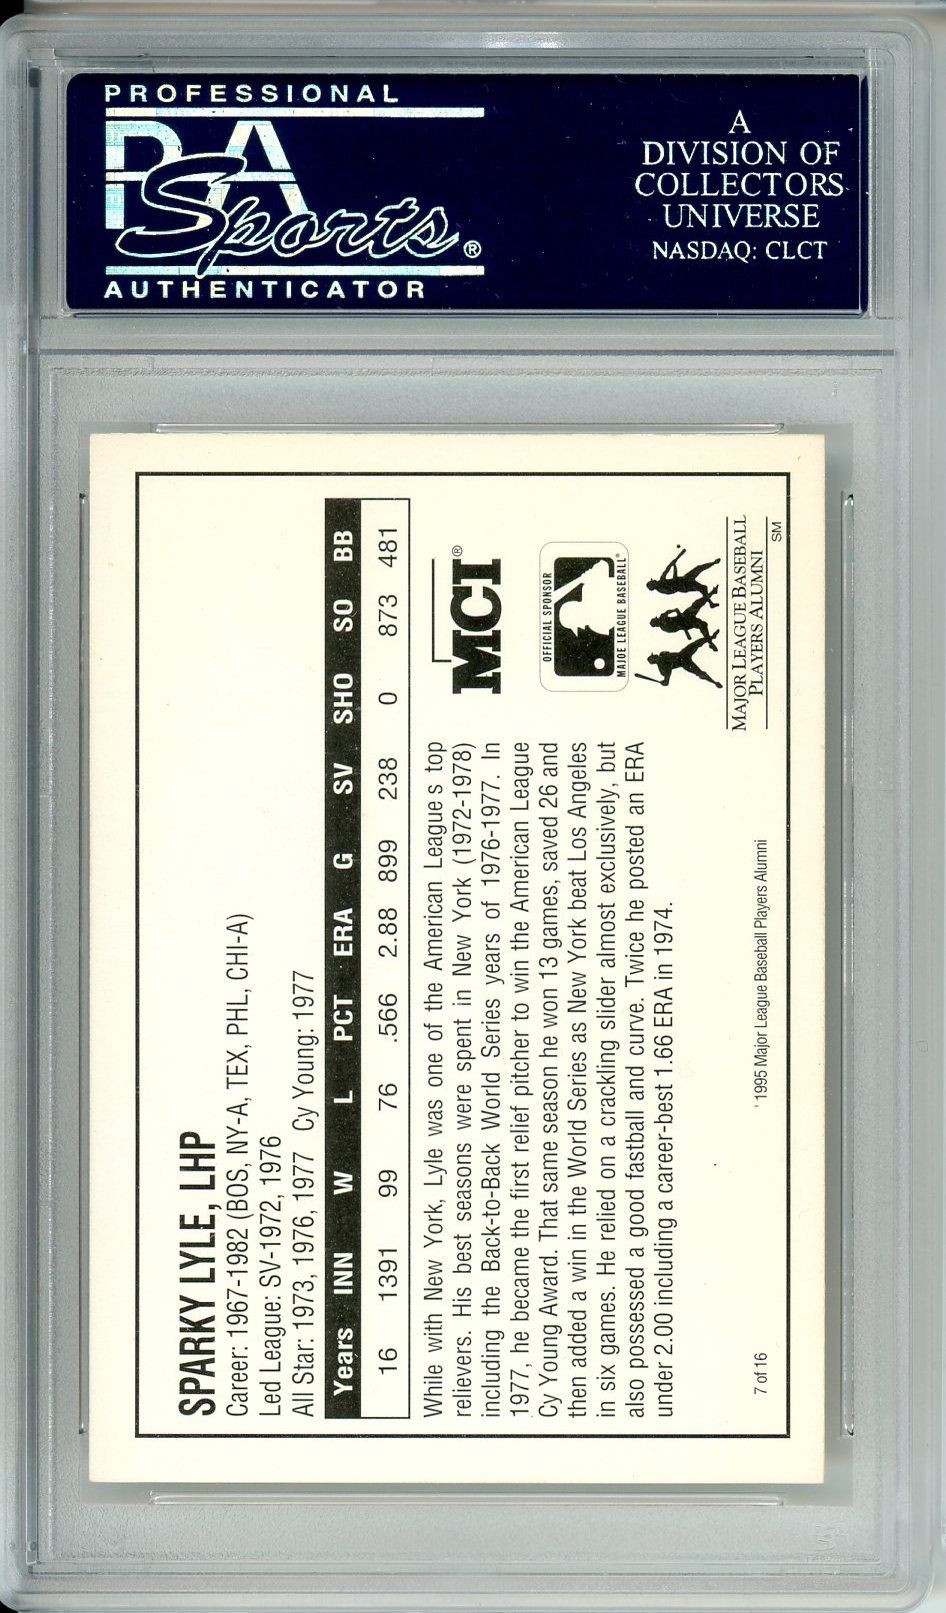 PROFESSIONAL
PSA
Sports®
AUTHENTICATOR
A
DIVISION OF
COLLECTORS
UNIVERSE
NASDAQ: CLCT
SPARKY LYLE, LHP
Career: 1967-1982 (BOS, NY-A, TEX, PHL, CHI-A)
Led League: SV-1972, 1976
All Star: 1973, 1976, 1977 Cy Young: 1977
Years INN W L PCT ERA G SV SHO SO BB
16 1391 99 76 .566 2.88 899 238 0 873 481
While with New York, Lyle was one of the American League s top
relievers. His best seasons were spent in New York (1972-1978)
including the Back-to-Back World Series years of 1976-1977. In
1977, he became the first relief pitcher to win the American League
Cy Young Award. That same season he won 13 games, saved 26 and
then added a win in the World Series as New York beat Los Angeles
in six games. He relied on a crackling slider almost exclusively, but
also possessed a good fastball and curve. Twice he posted an ERA
under 2.00 including a career-best 1.66 ERA in 1974.
MCI®
OFFICIAL SPONSOR
MAJOR LEAGUE BASEBALL®
MAJOR LEAGUE BASEBALL
PLAYERS ALUMNI
SM
7 of 16
' 1995 Major League Baseball Players Alumni